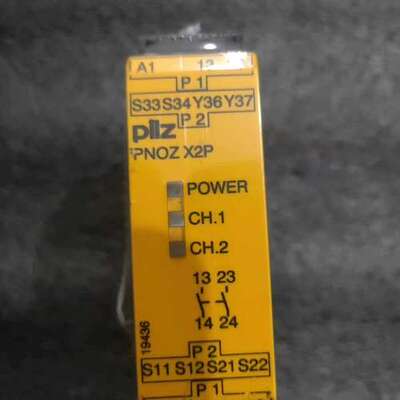 A1 13
P 1
S33 S34 Y36 Y37
P 2
pilz
PNOZ X2P
POWER
CH.1
CH.2
13 23
14 24
19436
P 2
S11 S12 S21 S22
P 1